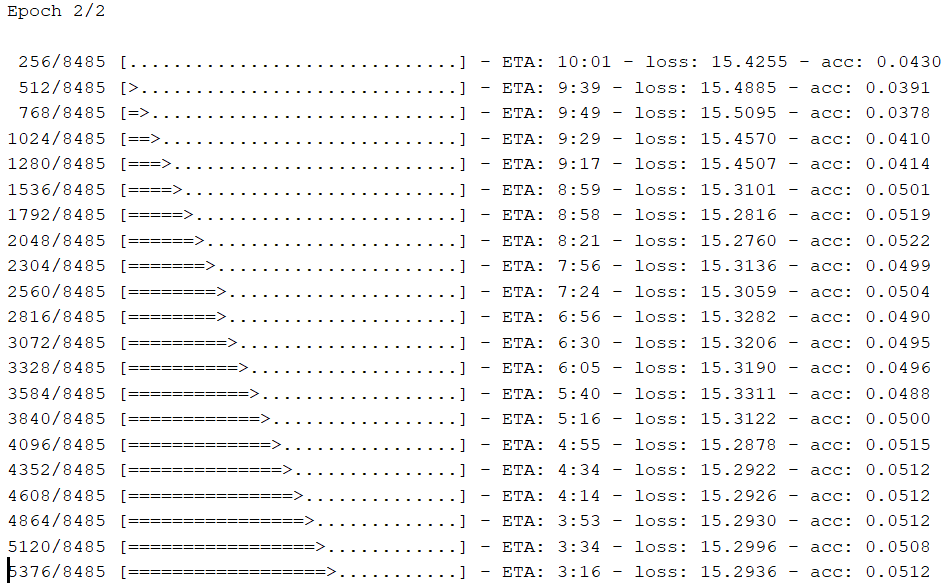 Epoch 2/2
256/8485 [..............................] - ETA: 10:01 - loss: 15.4255 - acc: 0.0430
512/8485 [>.............................] - ETA: 9:39 - loss: 15.4885 - acc: 0.0391
768/8485 [=>............................] - ETA: 9:49 - loss: 15.5095 - acc: 0.0378
1024/8485 [==>...........................] - ETA: 9:29 - loss: 15.4570 - acc: 0.0410
1280/8485 [===>..........................] - ETA: 9:17 - loss: 15.4507 - acc: 0.0414
1536/8485 [====>.........................] - ETA: 8:59 - loss: 15.3101 - acc: 0.0501
1792/8485 [=====>........................] - ETA: 8:58 - loss: 15.2816 - acc: 0.0519
2048/8485 [======>.......................] - ETA: 8:21 - loss: 15.2760 - acc: 0.0522
2304/8485 [=======>......................] - ETA: 7:56 - loss: 15.3136 - acc: 0.0499
2560/8485 [========>.....................] - ETA: 7:24 - loss: 15.3059 - acc: 0.0504
2816/8485 [========>.....................] - ETA: 6:56 - loss: 15.3282 - acc: 0.0490
3072/8485 [=========>....................] - ETA: 6:30 - loss: 15.3206 - acc: 0.0495
3328/8485 [==========>...................] - ETA: 6:05 - loss: 15.3190 - acc: 0.0496
3584/8485 [===========>..................] - ETA: 5:40 - loss: 15.3311 - acc: 0.0488
3840/8485 [============>.................] - ETA: 5:16 - loss: 15.3122 - acc: 0.0500
4096/8485 [=============>................] - ETA: 4:55 - loss: 15.2878 - acc: 0.0515
4352/8485 [==============>...............] - ETA: 4:34 - loss: 15.2922 - acc: 0.0512
4608/8485 [===============>..............] - ETA: 4:14 - loss: 15.2926 - acc: 0.0512
4864/8485 [================>.............] - ETA: 3:53 - loss: 15.2930 - acc: 0.0512
5120/8485 [=================>............] - ETA: 3:34 - loss: 15.2996 - acc: 0.0508
5376/8485 [==================>...........] - ETA: 3:16 - loss: 15.2936 - acc: 0.0512